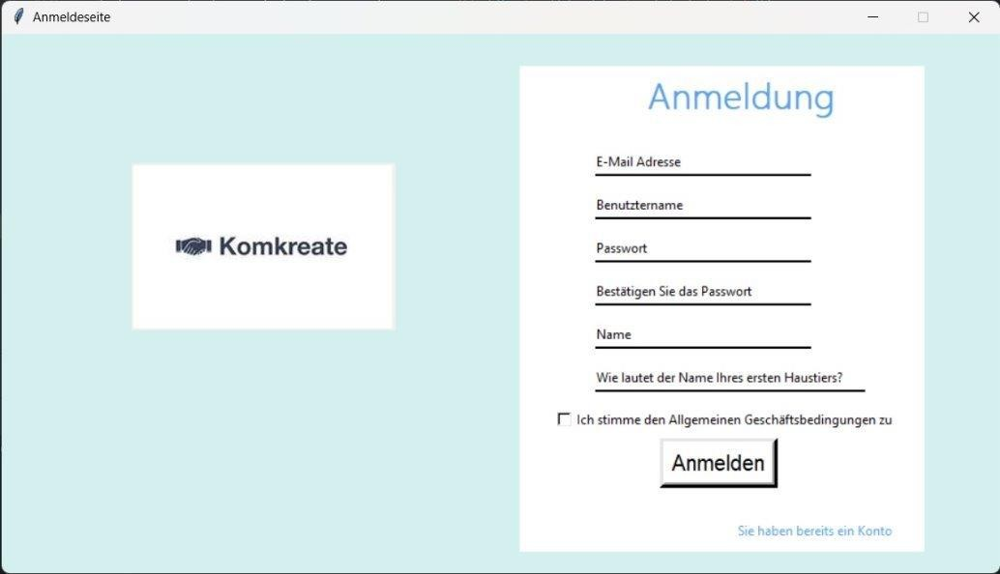 Anmeldeseite
Komkreate
Anmeldung
E-Mail Adresse
Benutztername
Passwort
Bestätigen Sie das Passwort
Name
Wie lautet der Name Ihres ersten Haustiers?
Ich stimme den Allgemeinen Geschäftsbedingungen zu
Anmelden
Sie haben bereits ein Konto